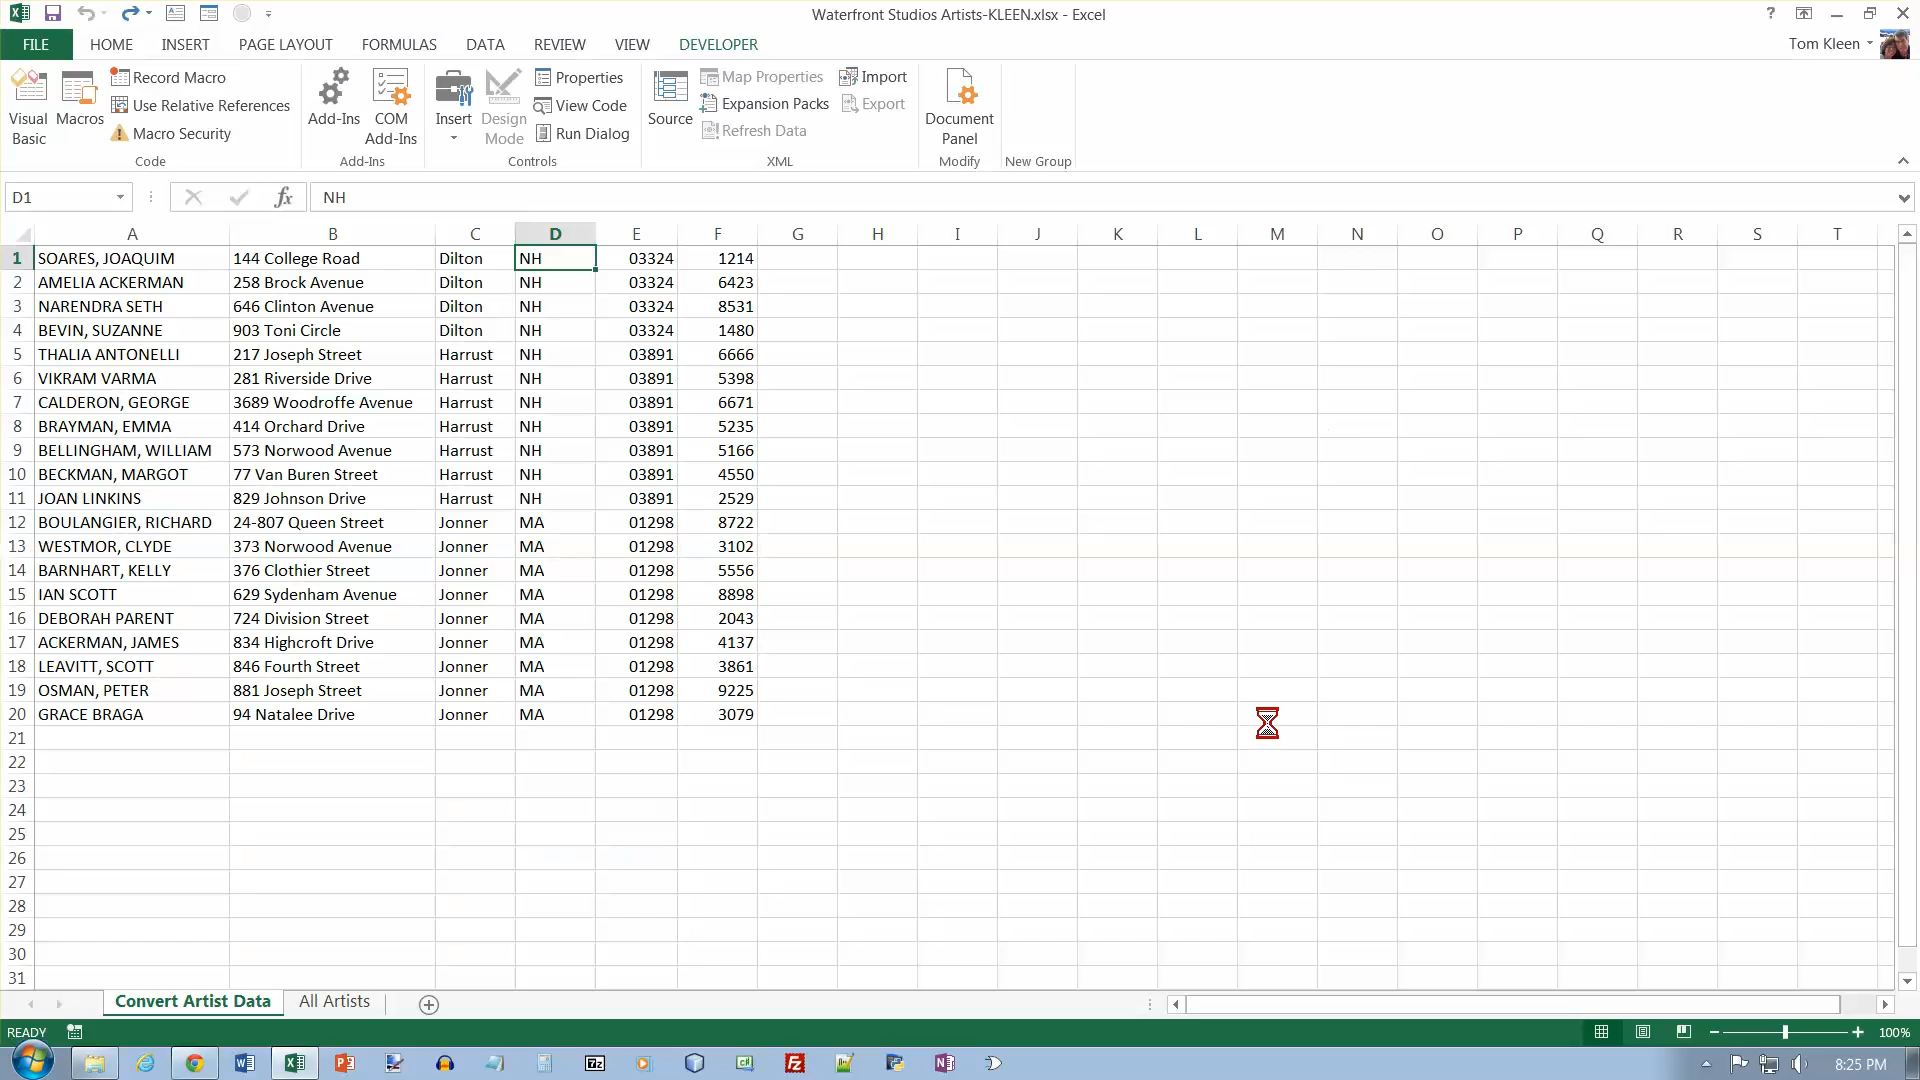 Waterfront Studios Artists-KLEEN.xlsx - Excel
FILE HOME INSERT PAGE LAYOUT FORMULAS DATA REVIEW VIEW DEVELOPER Tom Kleen
Visual Basic
Macros
Record Macro
Use Relative References
Macro Security
Code
Add-Ins
COM Add-Ins
Add-Ins
Insert
Design Mode
Properties
View Code
Run Dialog
Controls
Source
Map Properties
Expansion Packs
Refresh Data
Import
Export
XML
Document Panel
Modify
New Group
D1 fx NH
A B C D E F G H I J K L M N O P Q R S T
1 SOARES, JOAQUIM 144 College Road Dilton NH 03324 1214
2 AMELIA ACKERMAN 258 Brock Avenue Dilton NH 03324 6423
3 NARENDRA SETH 646 Clinton Avenue Dilton NH 03324 8531
4 BEVIN, SUZANNE 903 Toni Circle Dilton NH 03324 1480
5 THALIA ANTONELLI 217 Joseph Street Harrust NH 03891 6666
6 VIKRAM VARMA 281 Riverside Drive Harrust NH 03891 5398
7 CALDERON, GEORGE 3689 Woodroffe Avenue Harrust NH 03891 6671
8 BRAYMAN, EMMA 414 Orchard Drive Harrust NH 03891 5235
9 BELLINGHAM, WILLIAM 573 Norwood Avenue Harrust NH 03891 5166
10 BECKMAN, MARGOT 77 Van Buren Street Harrust NH 03891 4550
11 JOAN LINKINS 829 Johnson Drive Harrust NH 03891 2529
12 BOULANGIER, RICHARD 24-807 Queen Street Jonner MA 01298 8722
13 WESTMOR, CLYDE 373 Norwood Avenue Jonner MA 01298 3102
14 BARNHART, KELLY 376 Clothier Street Jonner MA 01298 5556
15 IAN SCOTT 629 Sydenham Avenue Jonner MA 01298 8898
16 DEBORAH PARENT 724 Division Street Jonner MA 01298 2043
17 ACKERMAN, JAMES 834 Highcroft Drive Jonner MA 01298 4137
18 LEAVITT, SCOTT 846 Fourth Street Jonner MA 01298 3861
19 OSMAN, PETER 881 Joseph Street Jonner MA 01298 9225
20 GRACE BRAGA 94 Natalee Drive Jonner MA 01298 3079
21
22
23
24
25
26
27
28
29
30
31
Convert Artist Data All Artists
READY 100%
8:25 PM